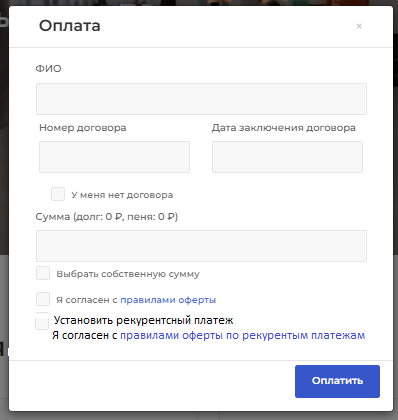 Оплата
×
ФИО
Номер договора
Дата заключения договора
У меня нет договора
Сумма (долг: 0 ₽, пеня: 0 ₽)
Выбрать собственную сумму
Я согласен с правилами оферты
Установить рекурентсный платеж
Я согласен с правилами оферты по рекурентым платежам
Оплатить